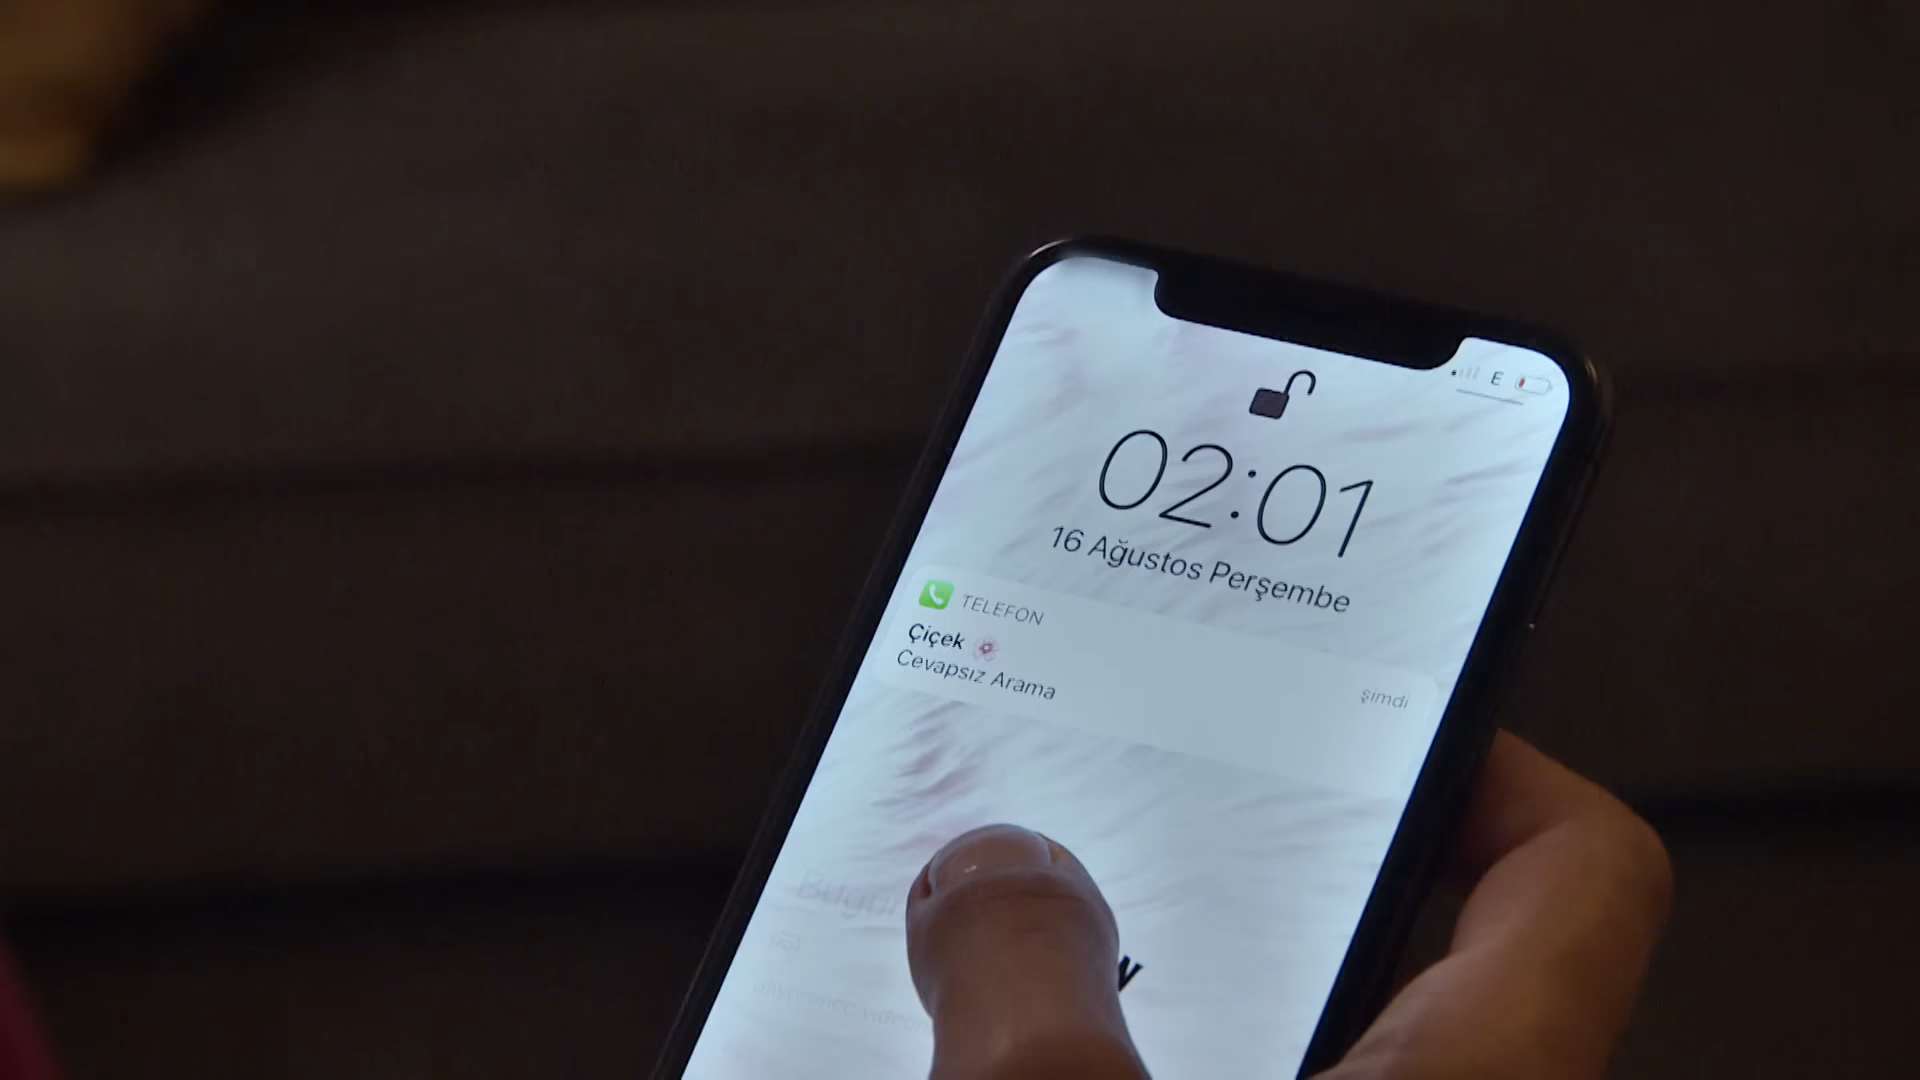 E
02:01
16 Ağustos Perşembe
TELEFON
Çiçek
Cevapsız Arama
şimdi